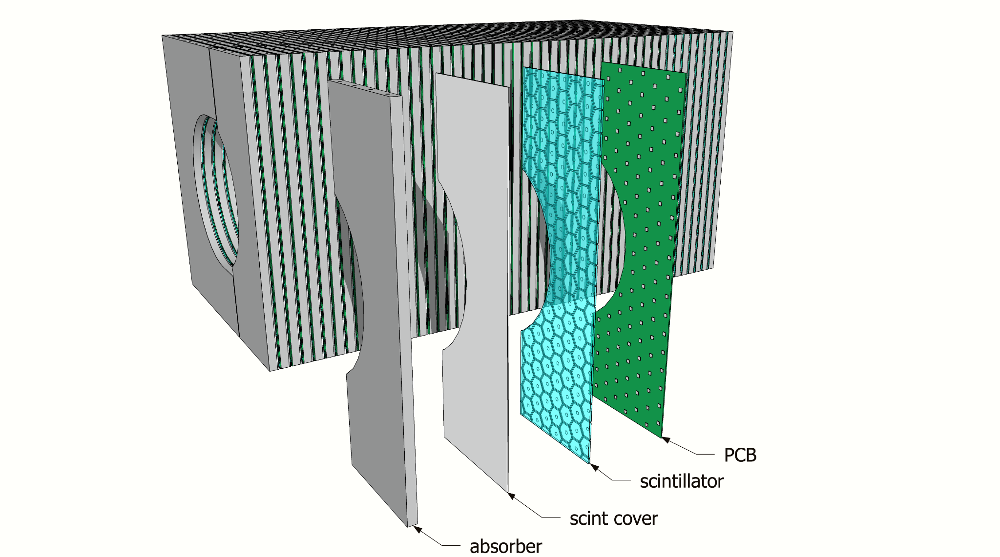 PCB
scintillator
scint cover
absorber